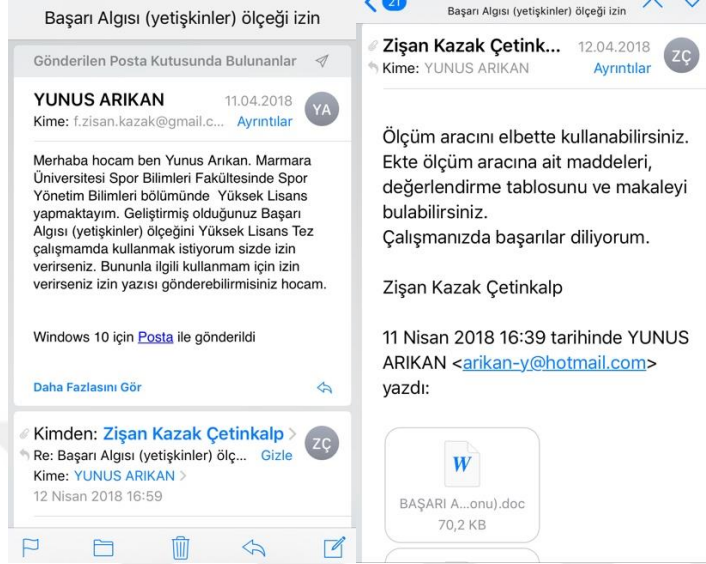 Başarı Algısı (yetişkinler) ölçeği izin
Gönderilen Posta Kutusunda Bulunanlar
YUNUS ARIKAN 11.04.2018
YA
Kime: f.zisan.kazak@gmail.c... Ayrıntılar
Merhaba hocam ben Yunus Arıkan. Marmara
Üniversitesi Spor Bilimleri Fakültesinde Spor
Yönetim Bilimleri bölümünde Yüksek Lisans
yapmaktayım. Geliştirmiş olduğunuz Başarı
Algısı (yetişkinler) ölçeğini Yüksek Lisans Tez
çalışmamda kullanmak istiyorum sizde izin
verirseniz. Bununla ilgili kullanmam için izin
verirseniz izin yazısı gönderebilirmisiniz hocam.
Windows 10 için Posta ile gönderildi
Daha Fazlasını Gör
Kimden: Zişan Kazak Çetinkalp
ZÇ
Re: Başarı Algısı (yetişkinler) ölç... Gizle
Kime: YUNUS ARIKAN
12 Nisan 2018 16:59
21
Başarı Algısı (yetişkinler) ölçeği izin
Zişan Kazak Çetink... 12.04.2018
ZÇ
Kime: YUNUS ARIKAN Ayrıntılar
Ölçüm aracını elbette kullanabilirsiniz.
Ekte ölçüm aracına ait maddeleri,
değerlendirme tablosunu ve makaleyi
bulabilirsiniz.
Çalışmanızda başarılar diliyorum.
Zişan Kazak Çetinkalp
11 Nisan 2018 16:39 tarihinde YUNUS
ARIKAN <arikan-y@hotmail.com>
yazdı:
W
BAŞARI A...onu).doc
70,2 KB